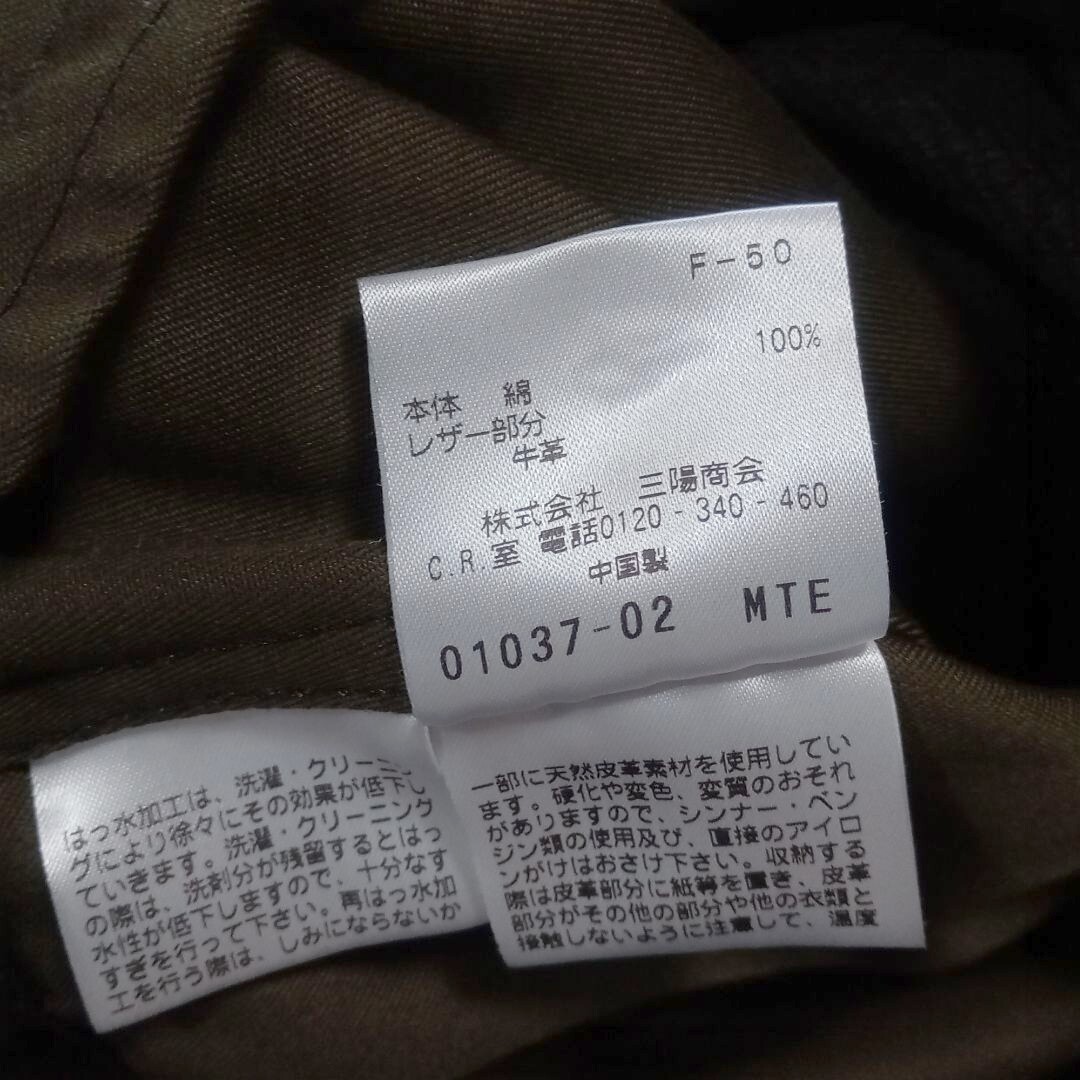 F-50
100%
本体 綿
レザー部分
牛革
株式会社 三陽商会
C.R.室 電話0120-340-460
中国製
01037-02 MTE
はっ水加工は、洗濯・クリーニン
グにより徐々にその効果が低下し
ていきます。洗濯・クリーニング
の際は、洗剤分が残留するとはっ
水性が低下しますので、十分なす
すぎを行って下さい。再はっ水加
工を行う際は、しみにならないか
一部に天然皮革素材を使用してい
ます。硬化や変色、変質のおそれ
がありますので、シンナー・ベン
ジン類の使用及び、直接のアイロ
ンがけはおさけ下さい。収納する
際は皮革部分に紙等を置き、皮革
部分がその他の部分や他の衣類と
接触しないように注意して、温度